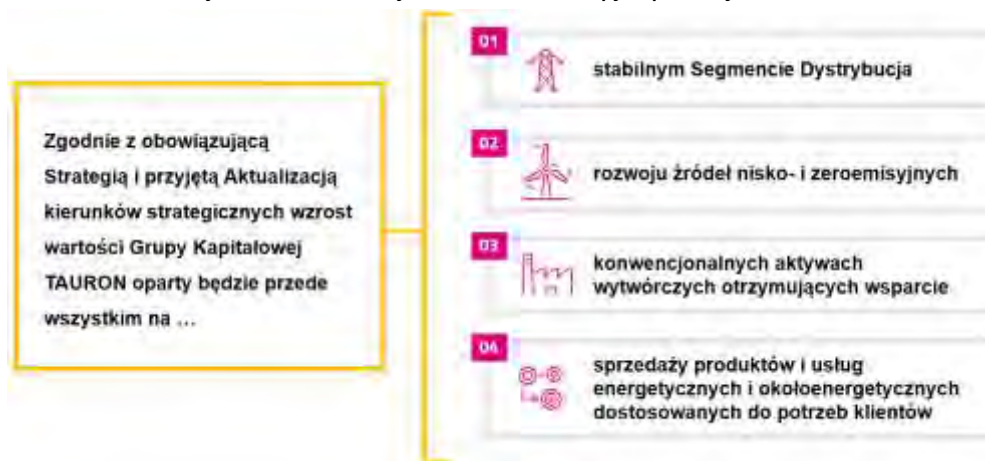 Zgodnie z obowiązującą
Strategią i przyjętą Aktualizacją
kierunków strategicznych wzrost
wartości Grupy Kapitałowej
TAURON oparty będzie przede
wszystkim na ...
01
stabilnym Segmencie Dystrybucja
02
rozwoju źródeł nisko- i zeroemisyjnych
03
konwencjonalnych aktywach
wytwórczych otrzymujących wsparcie
04
sprzedaży produktów i usług
energetycznych i okołoenergetycznych
dostosowanych do potrzeb klientów